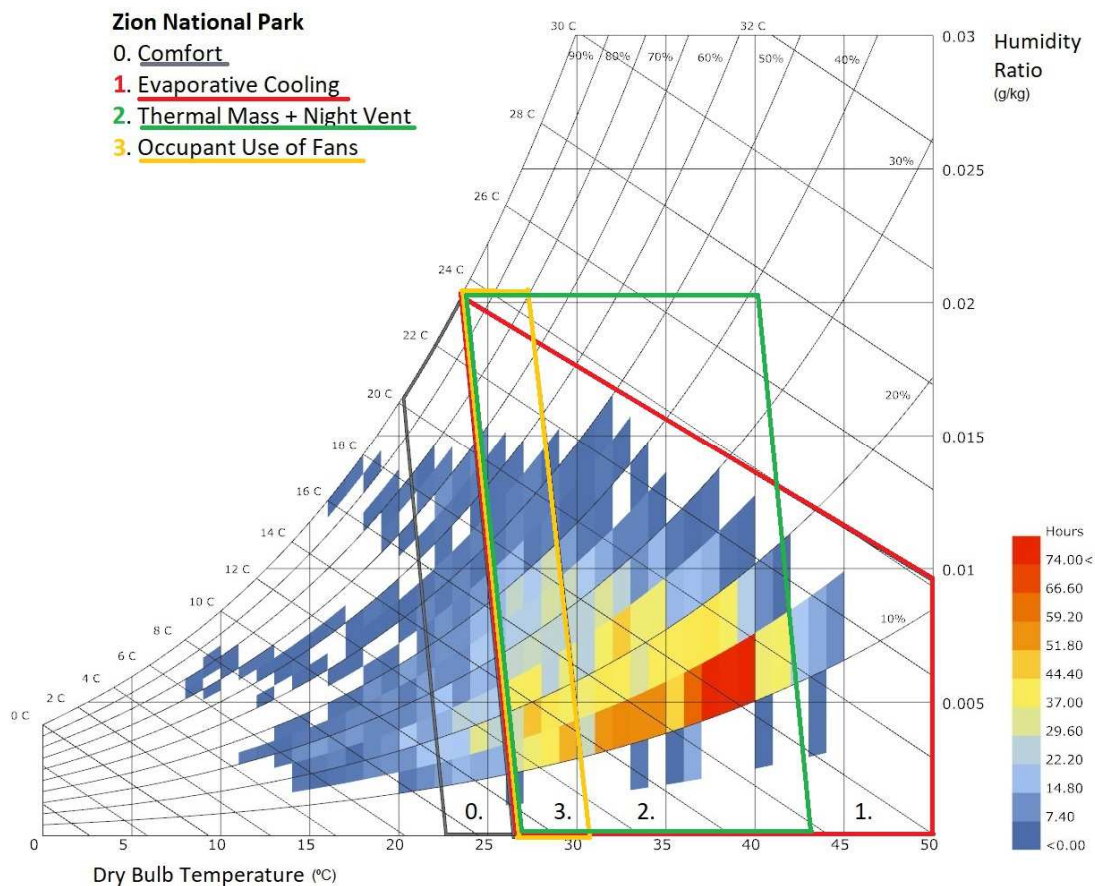 Zion National Park
0. Comfort
1. Evaporative Cooling
2. Thermal Mass + Night Vent
3. Occupant Use of Fans
30 C
32 C
0.03
Humidity
Ratio
(g/kg)
90%
80%
70%
60%
50%
40%
28 C
30%
0.025
26 C
24 C
0.02
22 C
20 C
20%
0.015
18 C
16 C
14 C
0.01
12 C
10 C
10%
8 C
6 C
4 C
2 C
0 C
0.005
Hours
74.00<
66.60
59.20
51.80
44.40
37.00
29.60
22.20
14.80
7.40
<0.00
0.
3.
2.
1.
0
5
10
15
20
25
30
35
40
45
50
Dry Bulb Temperature (ºC)